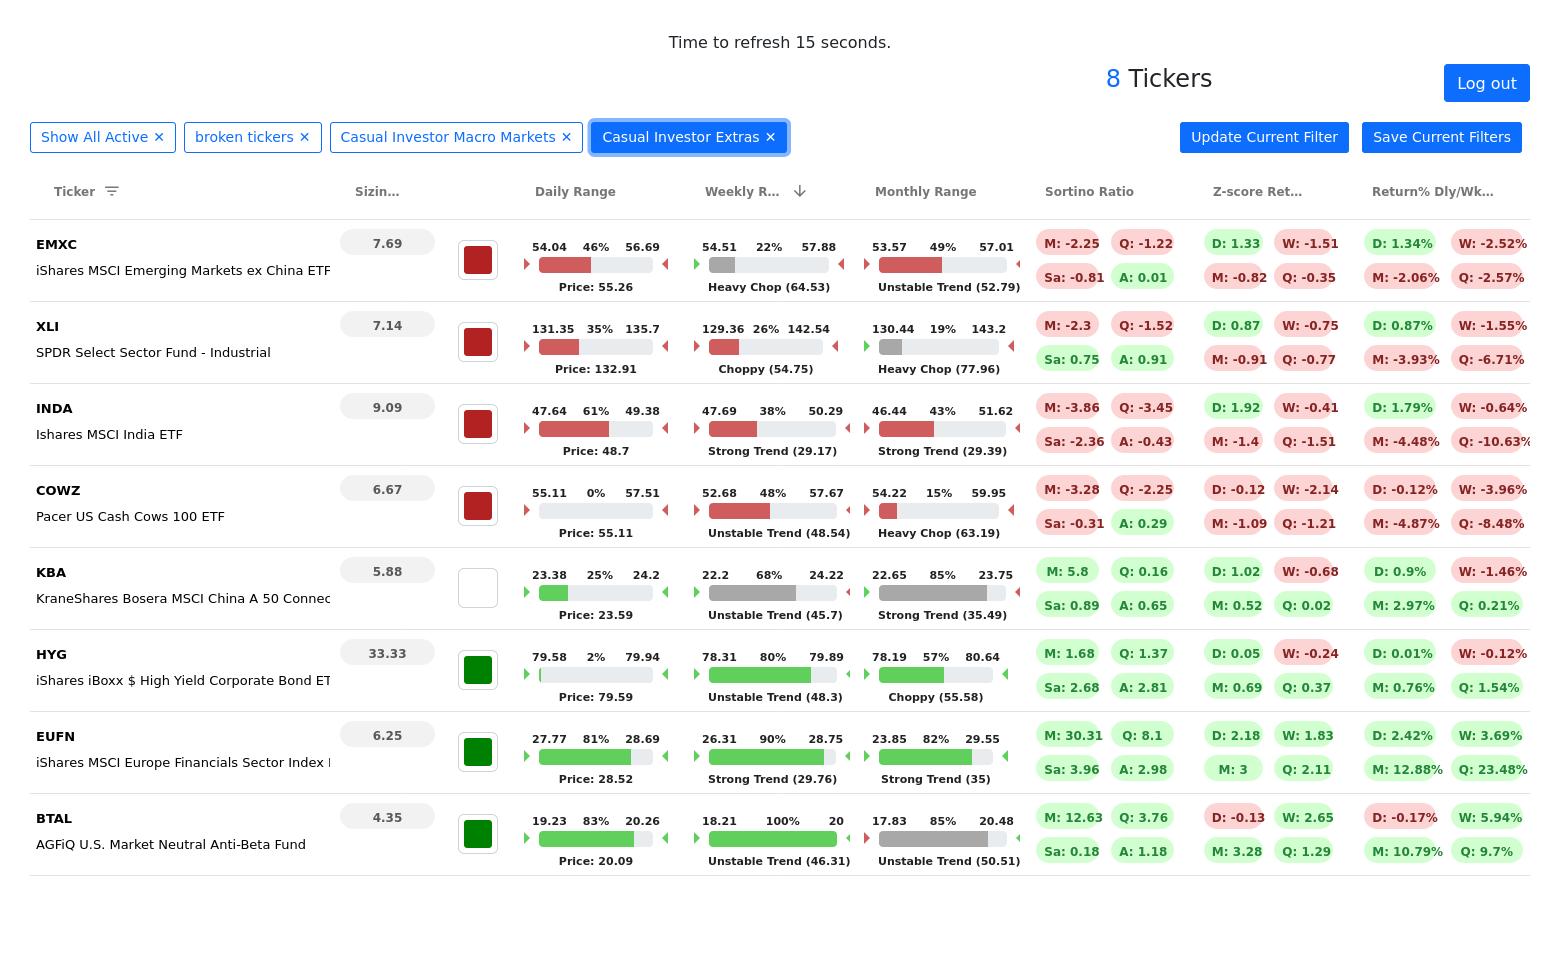 Time to refresh 15 seconds.
8 Tickers
Log out
Show All Active ✕ broken tickers ✕ Casual Investor Macro Markets ✕ Casual Investor Extras ✕ Update Current Filter Save Current Filters
Ticker Sizin... Daily Range Weekly R... Monthly Range Sortino Ratio Z-score Ret... Return% Dly/Wk...
EMXC 7.69 54.04 46% 56.69 54.51 22% 57.88 53.57 49% 57.01 M: -2.25 Q: -1.22 D: 1.33 W: -1.51 D: 1.34% W: -2.52%
iShares MSCI Emerging Markets ex China ETF Sa: -0.81 A: 0.01 M: -0.82 Q: -0.35 M: -2.06% Q: -2.57%
Price: 55.26 Heavy Chop (64.53) Unstable Trend (52.79)
XLI 7.14 131.35 35% 135.7 129.36 26% 142.54 130.44 19% 143.2 M: -2.3 Q: -1.52 D: 0.87 W: -0.75 D: 0.87% W: -1.55%
SPDR Select Sector Fund - Industrial Sa: 0.75 A: 0.91 M: -0.91 Q: -0.77 M: -3.93% Q: -6.71%
Price: 132.91 Choppy (54.75) Heavy Chop (77.96)
INDA 9.09 47.64 61% 49.38 47.69 38% 50.29 46.44 43% 51.62 M: -3.86 Q: -3.45 D: 1.92 W: -0.41 D: 1.79% W: -0.64%
Ishares MSCI India ETF Sa: -2.36 A: -0.43 M: -1.4 Q: -1.51 M: -4.48% Q: -10.63%
Price: 48.7 Strong Trend (29.17) Strong Trend (29.39)
COWZ 6.67 55.11 0% 57.51 52.68 48% 57.67 54.22 15% 59.95 M: -3.28 Q: -2.25 D: -0.12 W: -2.14 D: -0.12% W: -3.96%
Pacer US Cash Cows 100 ETF Sa: -0.31 A: 0.29 M: -1.09 Q: -1.21 M: -4.87% Q: -8.48%
Price: 55.11 Unstable Trend (48.54) Heavy Chop (63.19)
KBA 5.88 23.38 25% 24.2 22.2 68% 24.22 22.65 85% 23.75 M: 5.8 Q: 0.16 D: 1.02 W: -0.68 D: 0.9% W: -1.46%
KraneShares Bosera MSCI China A 50 Connec Sa: 0.89 A: 0.65 M: 0.52 Q: 0.02 M: 2.97% Q: 0.21%
Price: 23.59 Unstable Trend (45.7) Strong Trend (35.49)
HYG 33.33 79.58 2% 79.94 78.31 80% 79.89 78.19 57% 80.64 M: 1.68 Q: 1.37 D: 0.05 W: -0.24 D: 0.01% W: -0.12%
iShares iBoxx $ High Yield Corporate Bond ET Sa: 2.68 A: 2.81 M: 0.69 Q: 0.37 M: 0.76% Q: 1.54%
Price: 79.59 Unstable Trend (48.3) Choppy (55.58)
EUFN 6.25 27.77 81% 28.69 26.31 90% 28.75 23.85 82% 29.55 M: 30.31 Q: 8.1 D: 2.18 W: 1.83 D: 2.42% W: 3.69%
iShares MSCI Europe Financials Sector Index Sa: 3.96 A: 2.98 M: 3 Q: 2.11 M: 12.88% Q: 23.48%
Price: 28.52 Strong Trend (29.76) Strong Trend (35)
BTAL 4.35 19.23 83% 20.26 18.21 100% 20 17.83 85% 20.48 M: 12.63 Q: 3.76 D: -0.13 W: 2.65 D: -0.17% W: 5.94%
AGFiQ U.S. Market Neutral Anti-Beta Fund Sa: 0.18 A: 1.18 M: 3.28 Q: 1.29 M: 10.79% Q: 9.7%
Price: 20.09 Unstable Trend (46.31) Unstable Trend (50.51)